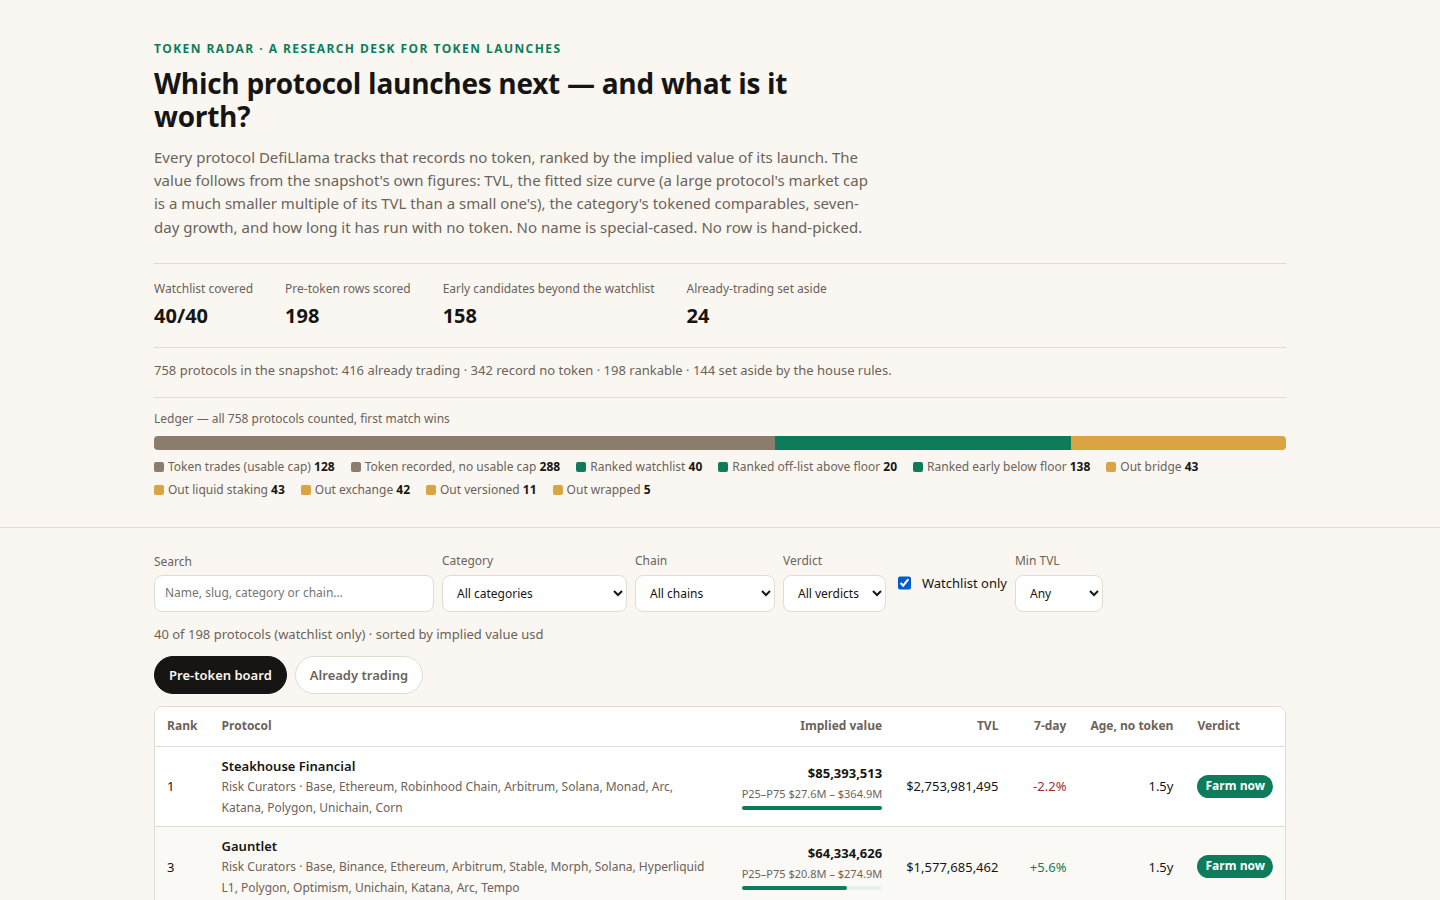 TOKEN RADAR · A RESEARCH DESK FOR TOKEN LAUNCHES
Which protocol launches next — and what is it
worth?
Every protocol DefiLlama tracks that records no token, ranked by the implied value of its launch. The
value follows from the snapshot's own figures: TVL, the fitted size curve (a large protocol's market cap
is a much smaller multiple of its TVL than a small one's), the category's tokened comparables, seven-
day growth, and how long it has run with no token. No name is special-cased. No row is hand-picked.
Watchlist covered Pre-token rows scored Early candidates beyond the watchlist Already-trading set aside
40/40 198 158 24
758 protocols in the snapshot: 416 already trading · 342 record no token · 198 rankable · 144 set aside by the house rules.
Ledger — all 758 protocols counted, first match wins
Token trades (usable cap) 128 Token recorded, no usable cap 288 Ranked watchlist 40 Ranked off-list above floor 20 Ranked early below floor 138 Out bridge 43
Out liquid staking 43 Out exchange 42 Out versioned 11 Out wrapped 5
Search Category Chain Verdict Min TVL
Name, slug, category or chain... All categories All chains All verdicts Watchlist only Any
40 of 198 protocols (watchlist only) · sorted by implied value usd
Pre-token board Already trading
Rank Protocol Implied value TVL 7-day Age, no token Verdict
1 Steakhouse Financial $85,393,513 $2,753,981,495 -2.2% 1.5y Farm now
Risk Curators · Base, Ethereum, Robinhood Chain, Arbitrum, Solana, Monad, Arc, P25–P75 $27.6M – $364.9M
Katana, Polygon, Unichain, Corn
3 Gauntlet $64,334,626 $1,577,685,462 +5.6% 1.5y Farm now
Risk Curators · Base, Binance, Ethereum, Arbitrum, Stable, Morph, Solana, Hyperliquid P25–P75 $20.8M – $274.9M
L1, Polygon, Optimism, Unichain, Katana, Arc, Tempo